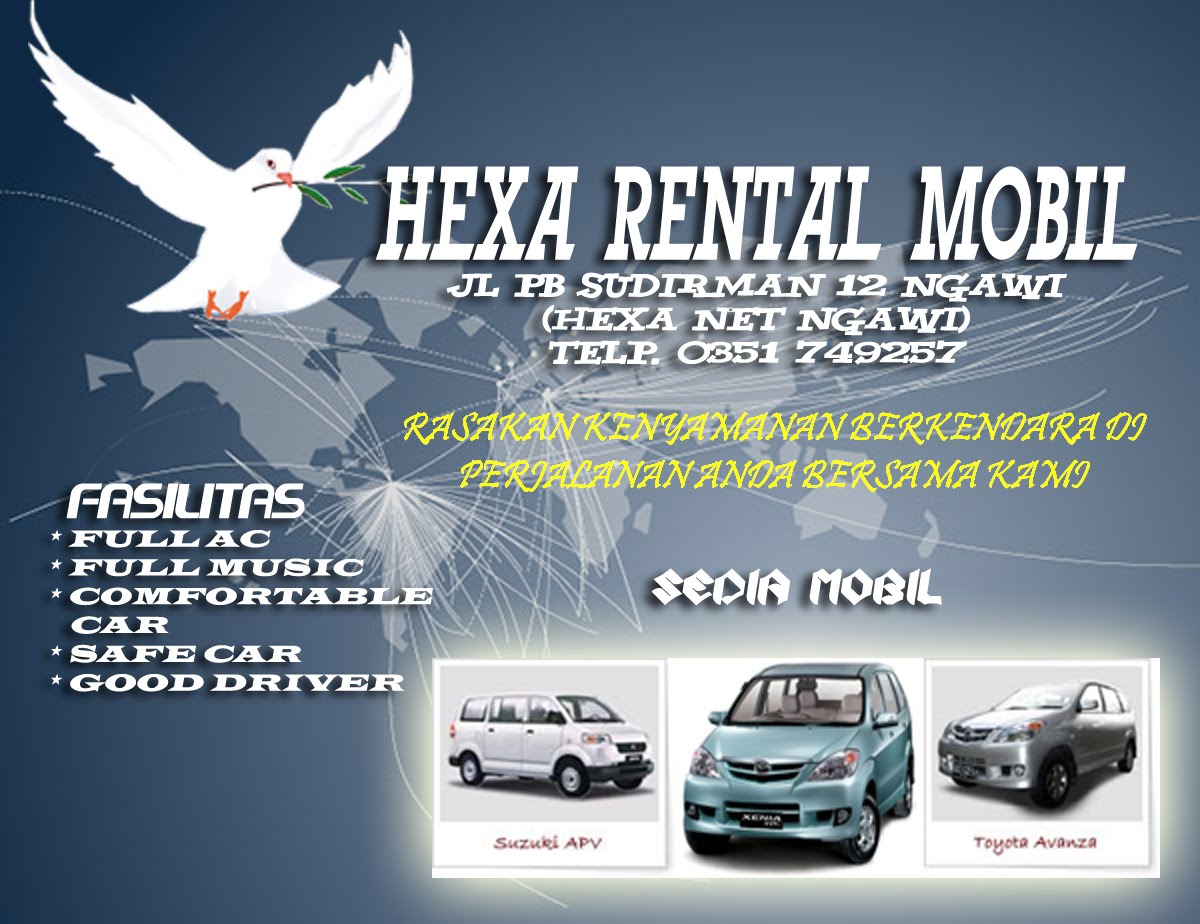 HEXA RENTAL MOBIL
JL PB SUDIRMAN 12 NGAWI
(HEXA NET NGAWI)
TELP. 0351 749257
RASAKAN KENYAMANAN BERKENDARA DI
PERJALANAN ANDA BERSAMA KAMI
FASILITAS
* FULL AC
* FULL MUSIC
* COMFORTABLE
CAR
* SAFE CAR
* GOOD DRIVER
SEDIA MOBIL
XENIA
Suzuki APV
Toyota Avanza